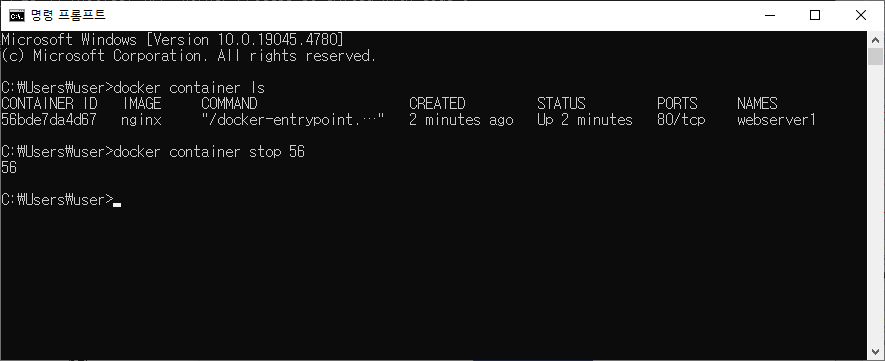 명령 프롬프트
Microsoft Windows [Version 10.0.19045.4780]
(c) Microsoft Corporation. All rights reserved.
C:₩Users₩user>docker container ls
CONTAINER ID   IMAGE     COMMAND                  CREATED         STATUS         PORTS     NAMES
56bde7da4d67   nginx     "/docker-entrypoint.…"   2 minutes ago   Up 2 minutes   80/tcp    webserver1
C:₩Users₩user>docker container stop 56
56
C:₩Users₩user>